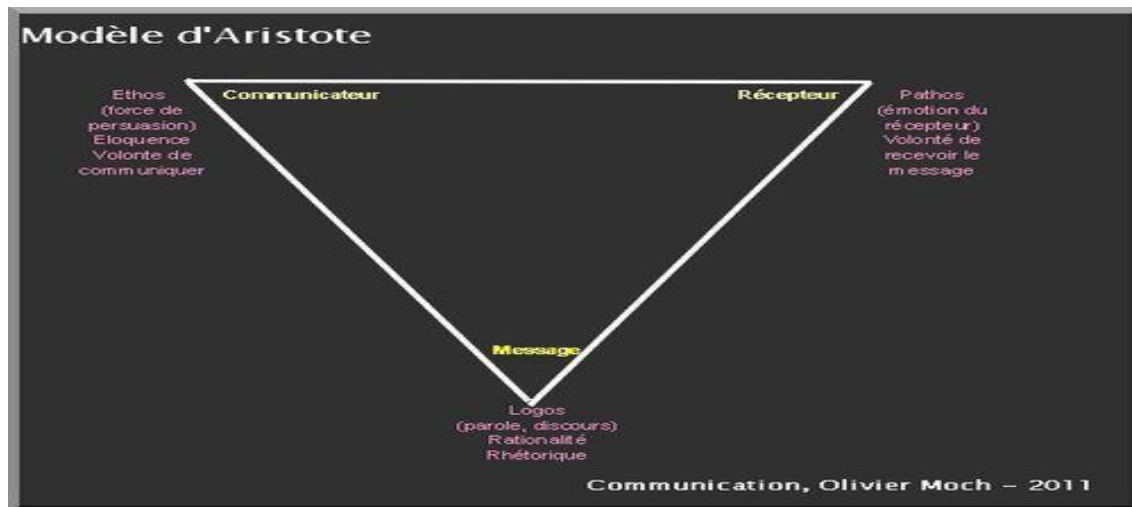 Modèle d'Aristote
Ethos
(force de
persuasion)
Eloquence
Volonte de
communiquer
Communicateur
Récepteur
Pathos
(émotion du
récepteur)
Volonté de
recevoir le
message
Message
Logos
(parole, discours)
Rationalité
Rhétorique
Communication, Olivier Moch – 2011